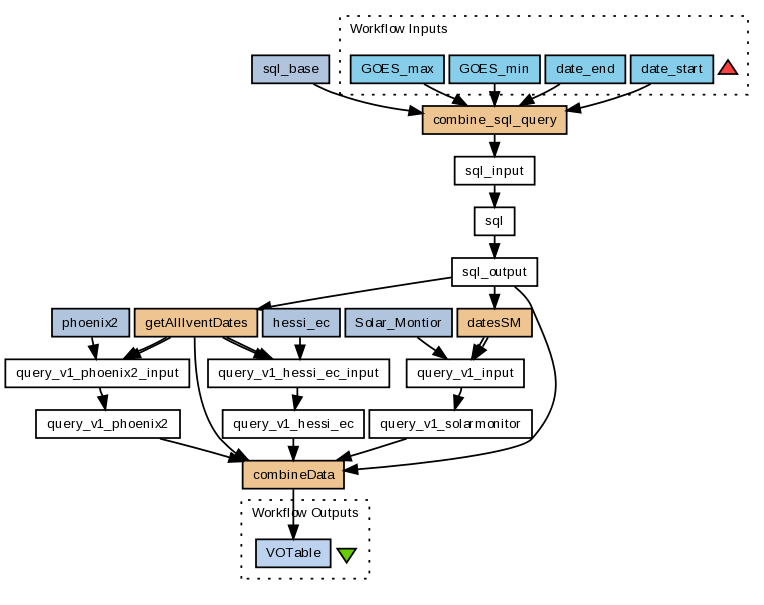 Workflow Inputs
sql_base
GOES_max
GOES_min
date_end
date_start
combine_sql_query
sql_input
sql
sql_output
phoenix2
getAllIventDates
hessi_ec
Solar_Montior
datesSM
query_v1_phoenix2_input
query_v1_hessi_ec_input
query_v1_input
query_v1_phoenix2
query_v1_hessi_ec
query_v1_solarmonitor
combineData
Workflow Outputs
VOTable